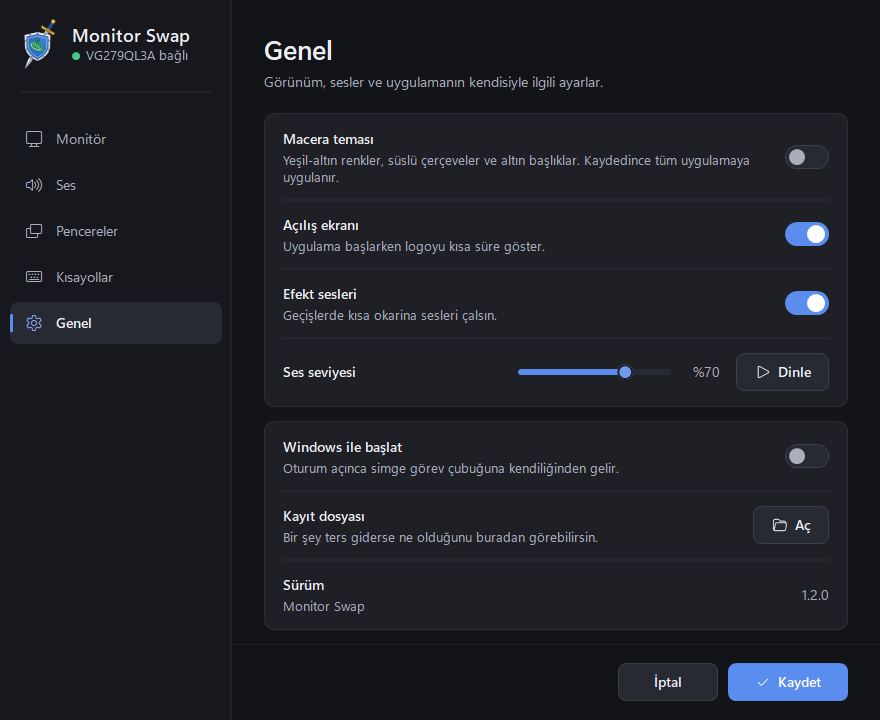 Monitor Swap
VG279QL3A bağlı
Monitör
Ses
Pencereler
Kısayollar
Genel
Genel
Görünüm, sesler ve uygulamanın kendisiyle ilgili ayarlar.
Macera teması
Yeşil-altın renkler, süslü çerçeveler ve altın başlıklar. Kaydedince tüm uygulamaya
uygulanır.
Açılış ekranı
Uygulama başlarken logoyu kısa süre göster.
Efekt sesleri
Geçişlerde kısa okarina sesleri çalsın.
Ses seviyesi
%70
Dinle
Windows ile başlat
Oturum açınca simge görev çubuğuna kendiliğinden gelir.
Kayıt dosyası
Bir şey ters giderse ne olduğunu buradan görebilirsin.
Aç
Sürüm
Monitor Swap
1.2.0
İptal
Kaydet